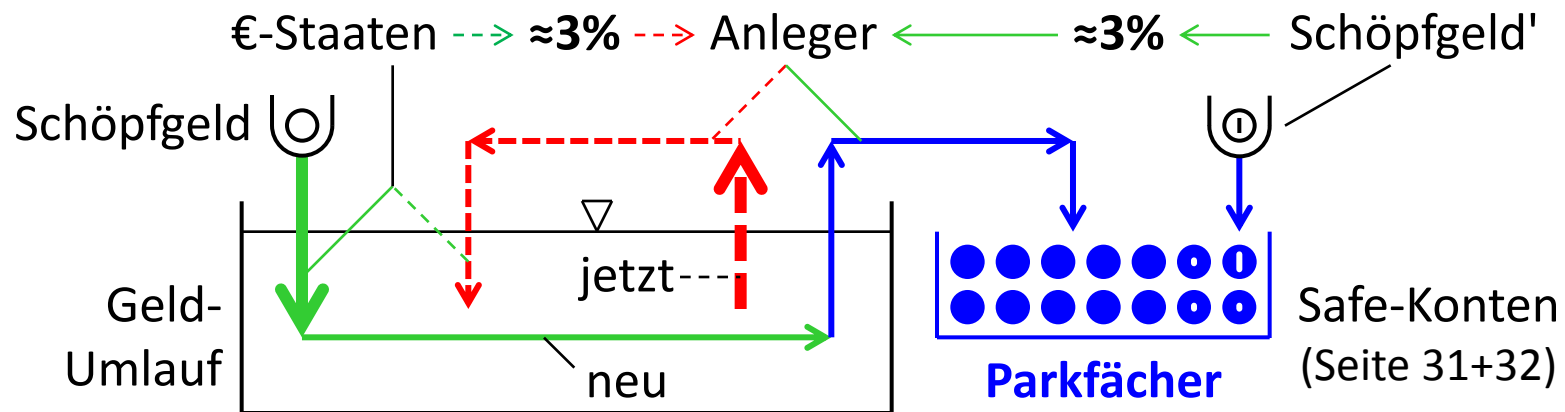 €-Staaten ≈3% Anleger ≈3% Schöpfgeld'
Schöpfgeld
jetzt
Geld-
Umlauf
neu
Parkfächer
Safe-Konten
(Seite 31+32)